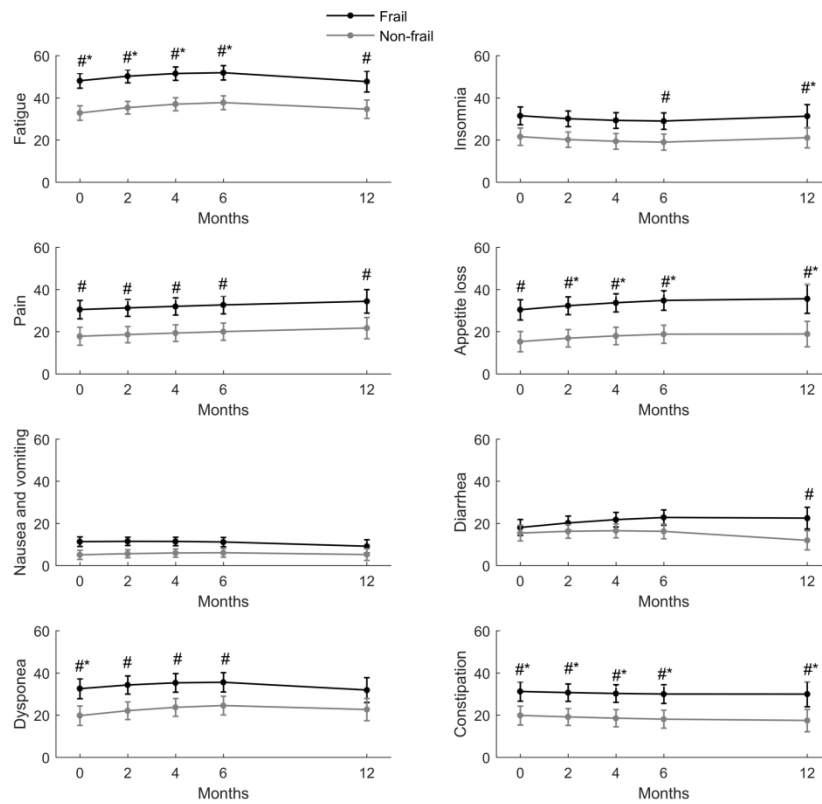 Frail
Non-frail
#* #* #* #* #
60
40
20
0
Fatigue
0 2 4 6 12
Months
# #*
60
40
20
0
Insomnia
0 2 4 6 12
Months
# # # # #
60
40
20
0
Pain
0 2 4 6 12
Months
# #* #* #* #*
60
40
20
0
Appetite loss
0 2 4 6 12
Months
60
40
20
0
Nausea and vomiting
0 2 4 6 12
Months
#
60
40
20
0
Diarrhea
0 2 4 6 12
Months
#* # # #
60
40
20
0
Dysponea
0 2 4 6 12
Months
#* #* #* #* #*
60
40
20
0
Constipation
0 2 4 6 12
Months